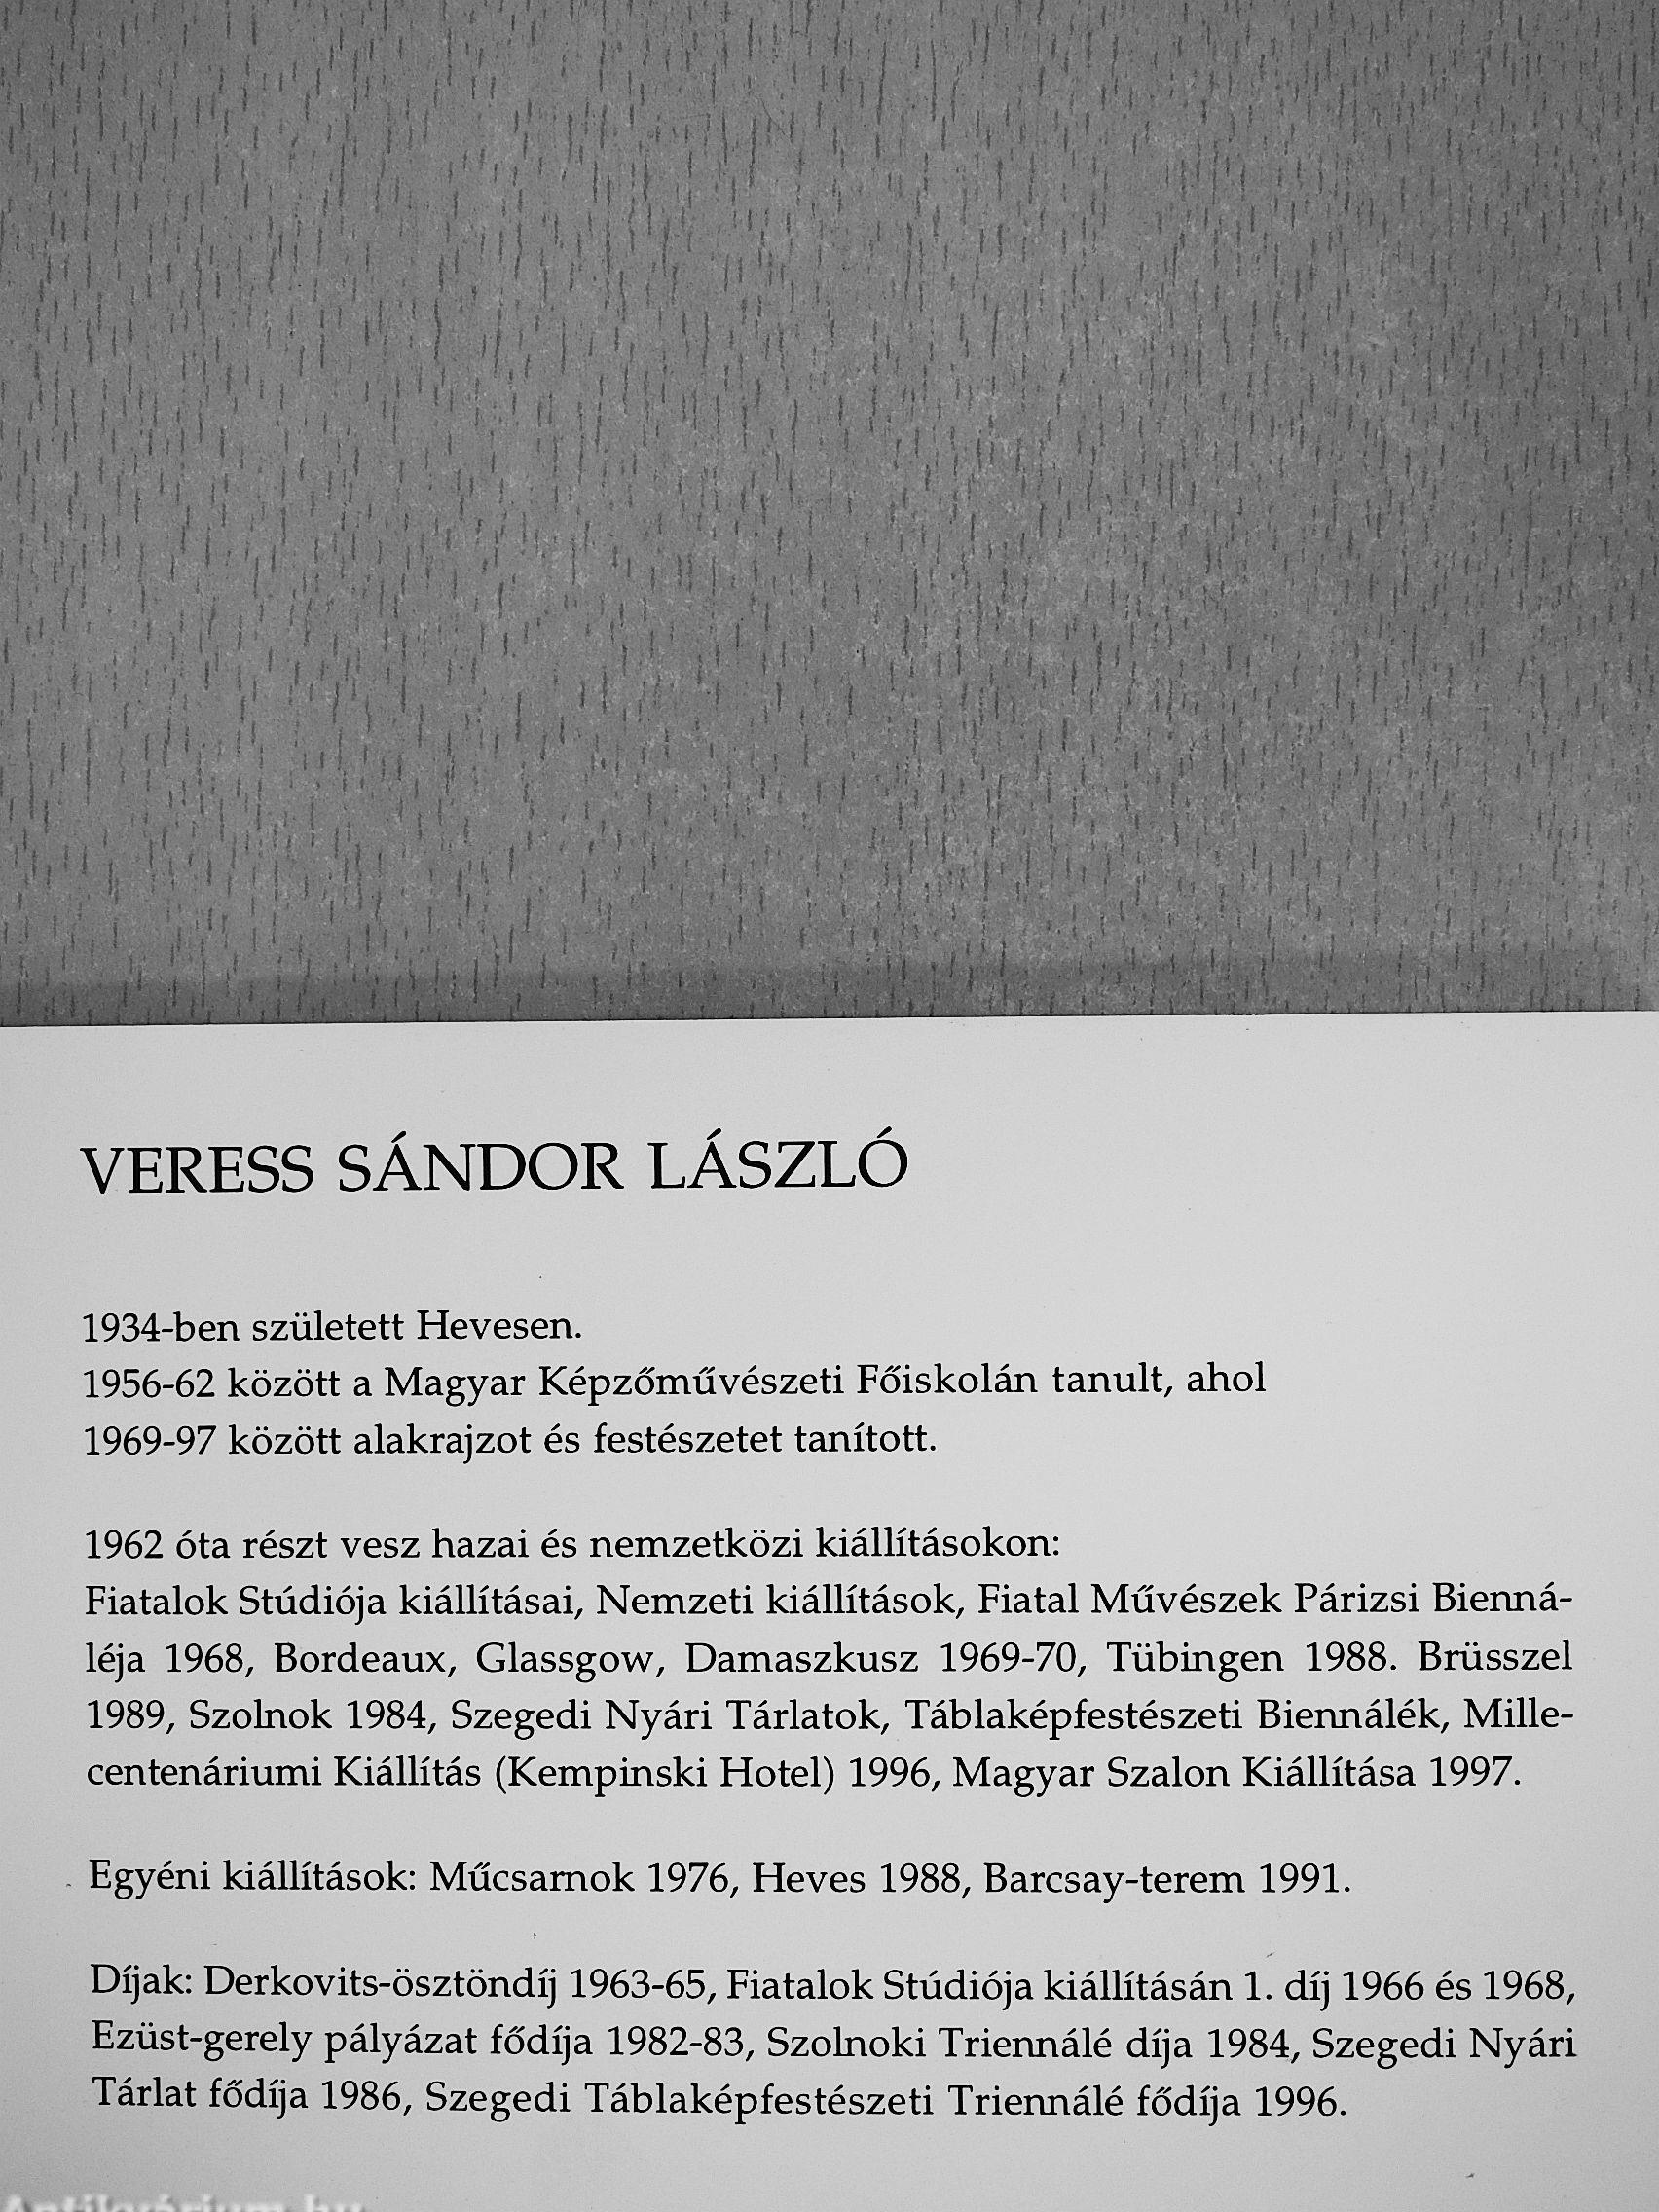 VERESS SÁNDOR LÁSZLÓ
1934-ben született Hevesen.
1956-62 között a Magyar Képzőművészeti Főiskolán tanult, ahol
1969-97 között alakrajzot és festészetet tanított.
1962 óta részt vesz hazai és nemzetközi kiállításokon:
Fiatalok Stúdiója kiállításai, Nemzeti kiállítások, Fiatal Művészek Párizsi Bienná-
léja 1968, Bordeaux, Glassgow, Damaszkusz 1969-70, Tübingen 1988. Brüsszel
1989, Szolnok 1984, Szegedi Nyári Tárlatok, Táblaképfestészeti Biennálék, Mille-
centenáriumi Kiállítás (Kempinski Hotel) 1996, Magyar Szalon Kiállítása 1997.
Egyéni kiállítások: Műcsarnok 1976, Heves 1988, Barcsay-terem 1991.
Díjak: Derkovits-ösztöndíj 1963-65, Fiatalok Stúdiója kiállításán 1. díj 1966 és 1968,
Ezüst-gerely pályázat fődíja 1982-83, Szolnoki Triennálé díja 1984, Szegedi Nyári
Tárlat fődíja 1986, Szegedi Táblaképfestészeti Triennálé fődíja 1996.
Antikvárium.hu